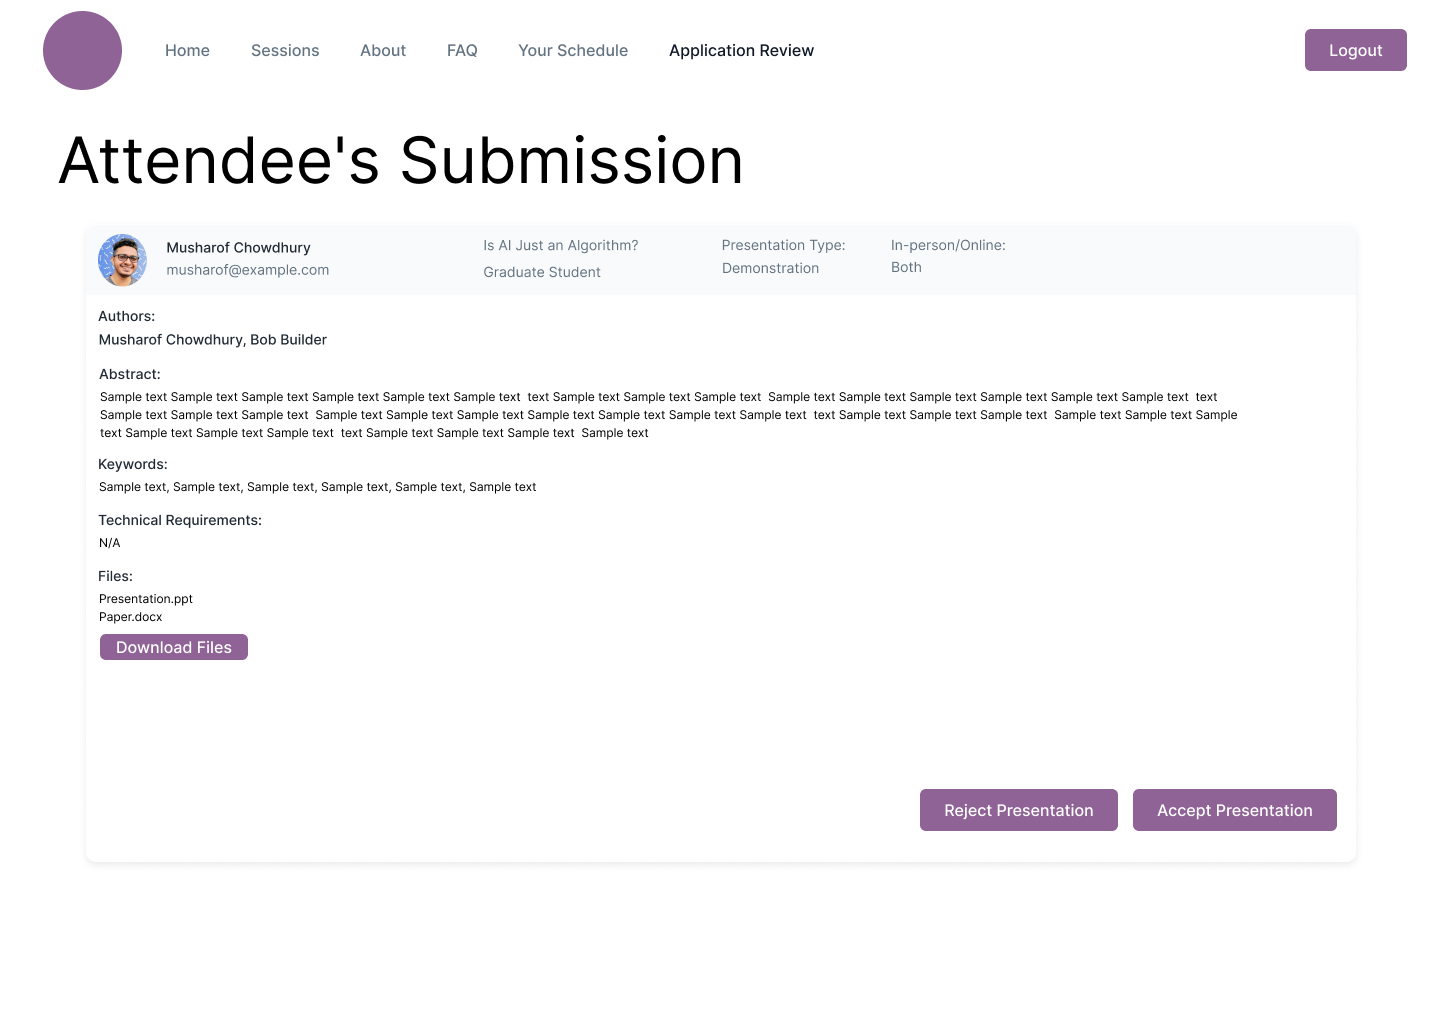 Home Sessions About FAQ Your Schedule Application Review Logout
Attendee's Submission
Musharof Chowdhury
musharof@example.com
Is AI Just an Algorithm?
Graduate Student
Presentation Type:
Demonstration
In-person/Online:
Both
Authors:
Musharof Chowdhury, Bob Builder
Abstract:
Sample text Sample text Sample text Sample text Sample text Sample text  text Sample text Sample text Sample text  Sample text Sample text Sample text Sample text Sample text Sample text  text
Sample text Sample text Sample text  Sample text Sample text Sample text Sample text Sample text Sample text Sample text  text Sample text Sample text Sample text  Sample text Sample text Sample
text Sample text Sample text Sample text  text Sample text Sample text Sample text  Sample text
Keywords:
Sample text, Sample text, Sample text, Sample text, Sample text, Sample text
Technical Requirements:
N/A
Files:
Presentation.ppt
Paper.docx
Download Files
Reject Presentation Accept Presentation